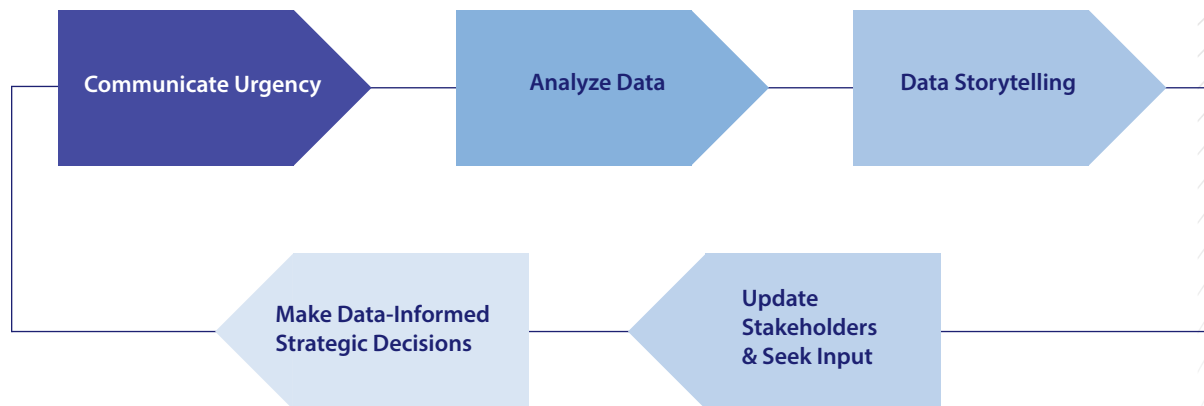 Communicate Urgency
Analyze Data
Data Storytelling
Update
Stakeholders
& Seek Input
Make Data-Informed
Strategic Decisions